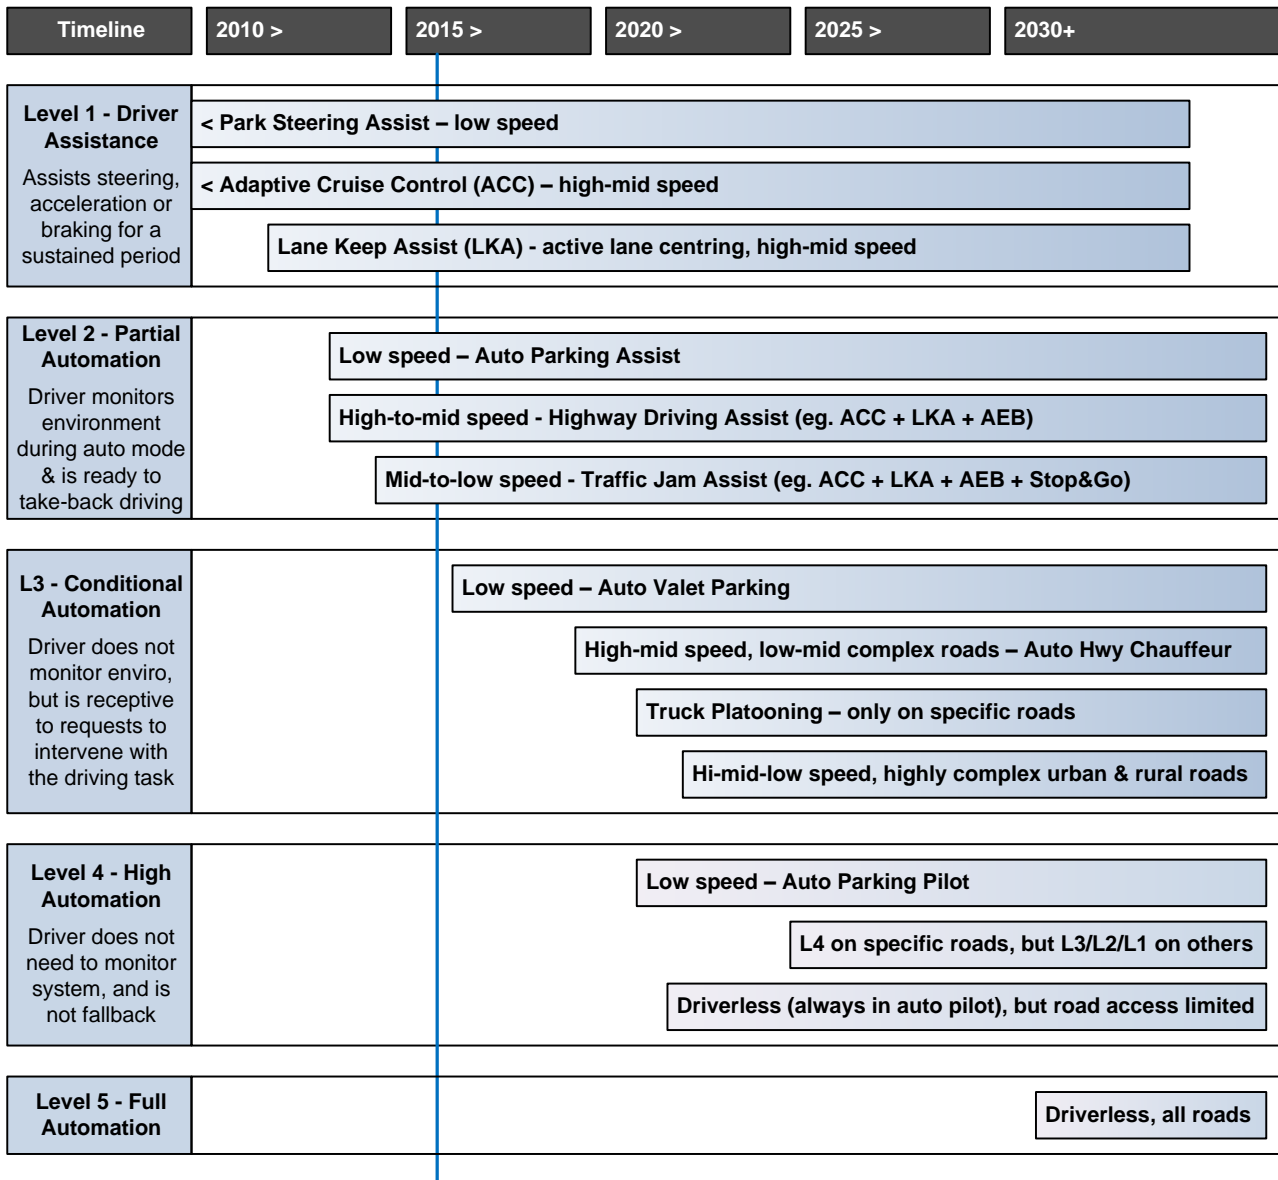 Timeline
2010 >
2015 >
2020 >
2025 >
2030+
Level 1 - Driver
Assistance
Assists steering,
acceleration or
braking for a
sustained period
< Park Steering Assist – low speed
< Adaptive Cruise Control (ACC) – high-mid speed
Lane Keep Assist (LKA) - active lane centring, high-mid speed
Level 2 - Partial
Automation
Driver monitors
environment
during auto mode
& is ready to
take-back driving
Low speed – Auto Parking Assist
High-to-mid speed - Highway Driving Assist (eg. ACC + LKA + AEB)
Mid-to-low speed - Traffic Jam Assist (eg. ACC + LKA + AEB + Stop&Go)
L3 - Conditional
Automation
Driver does not
monitor enviro,
but is receptive
to requests to
intervene with
the driving task
Low speed – Auto Valet Parking
High-mid speed, low-mid complex roads – Auto Hwy Chauffeur
Truck Platooning – only on specific roads
Hi-mid-low speed, highly complex urban & rural roads
Level 4 - High
Automation
Driver does not
need to monitor
system, and is
not fallback
Low speed – Auto Parking Pilot
L4 on specific roads, but L3/L2/L1 on others
Driverless (always in auto pilot), but road access limited
Level 5 - Full
Automation
Driverless, all roads